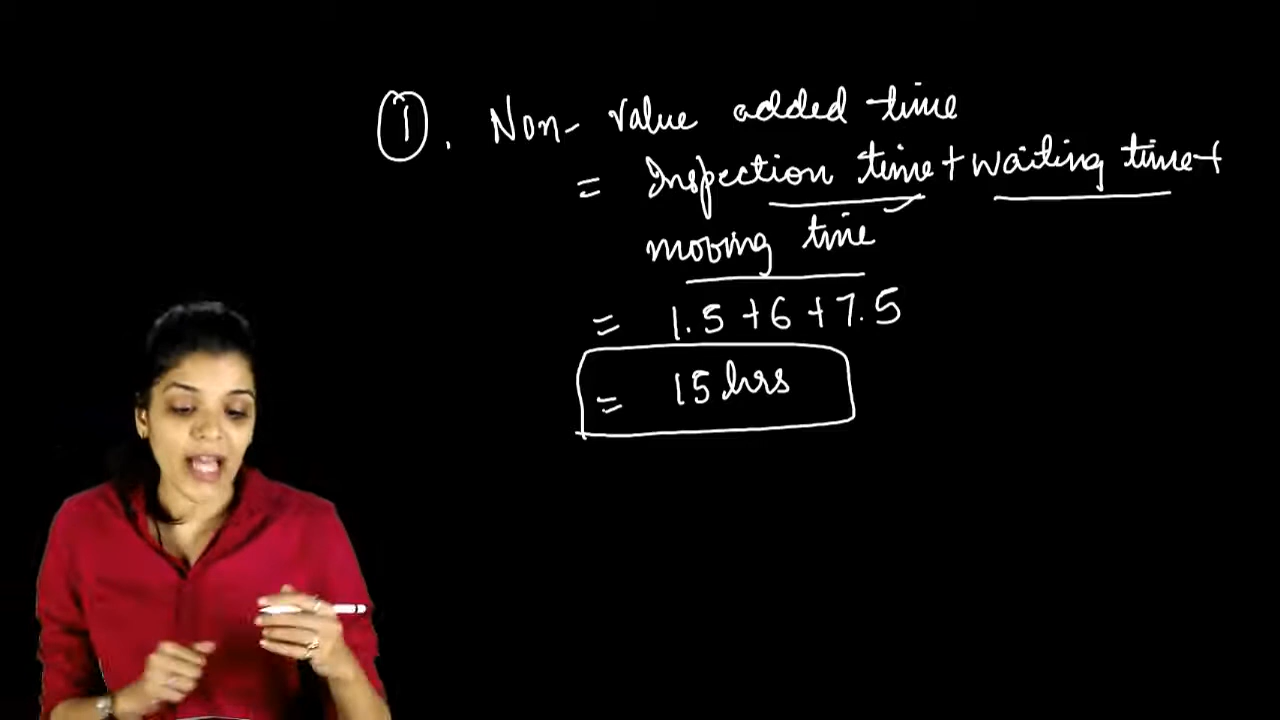 1. Non-value added time
= Inspection time + waiting time +
moving time
= 1.5 + 6 + 7.5
= 15 hrs